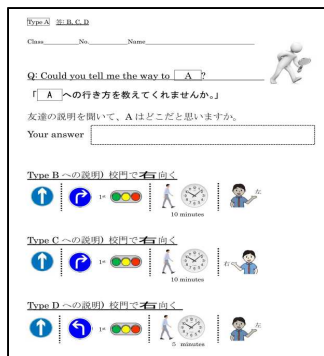 Type A 答: B, C, D
Class No. Name
Q: Could you tell me the way to A ?
「 A への行き方を教えてくれませんか。」
友達の説明を聞いて、A はどこだと思いますか。
Your answer
Type B への説明) 校門で右向く
1st 左
10 minutes
Type C への説明) 校門で右向く
1st 右
10 minutes
Type D への説明) 校門で右向く
1st 左
5 minutes